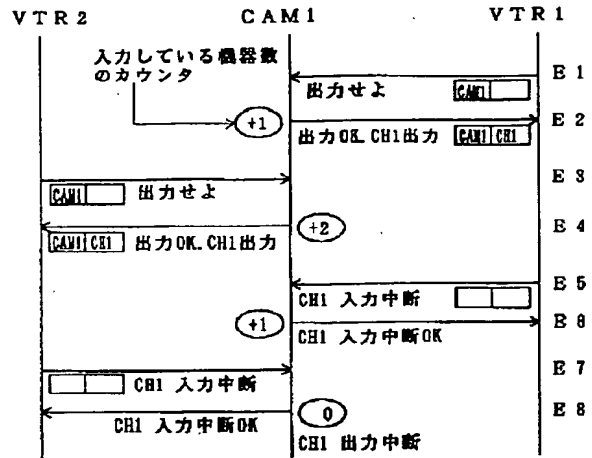 VTR2 CAM1 VTR1
入力している機器数
のカウンタ
E1
出力せよ CAM1
+1
E2
出力OK.CH1出力 CAM1 CH1
E3
CAM1 出力せよ
+2
E4
CAM1 CH1 出力OK.CH1出力
E5
CH1 入力中断
+1
E6
CH1 入力中断OK
E7
CH1 入力中断
0
E8
CH1 入力中断OK
CH1 出力中断